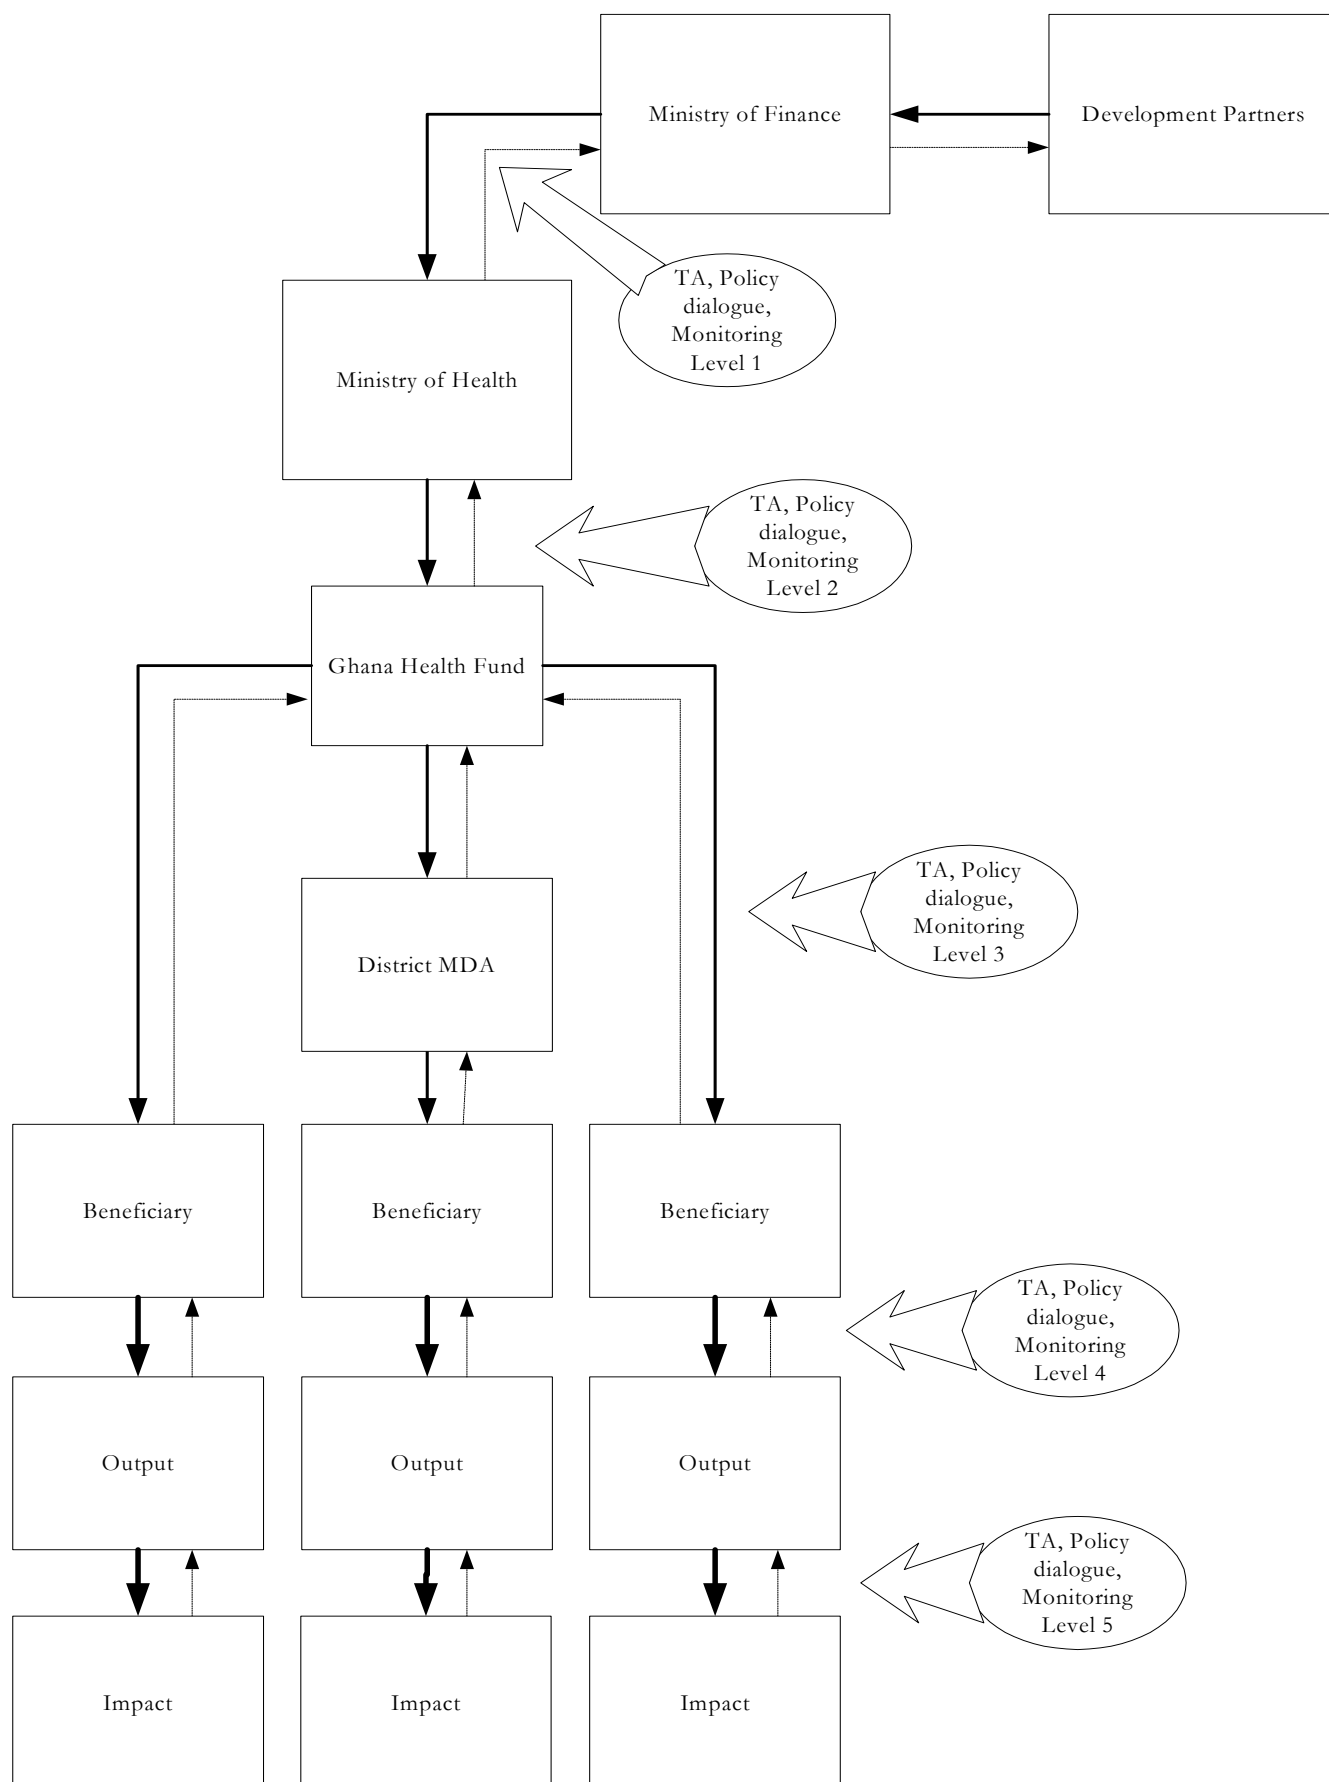 Ministry of Finance
Development Partners
TA, Policy
dialogue,
Monitoring
Level 1
Ministry of Health
TA, Policy
dialogue,
Monitoring
Level 2
Ghana Health Fund
TA, Policy
dialogue,
Monitoring
Level 3
District MDA
Beneficiary
Beneficiary
Beneficiary
TA, Policy
dialogue,
Monitoring
Level 4
Output
Output
Output
TA, Policy
dialogue,
Monitoring
Level 5
Impact
Impact
Impact